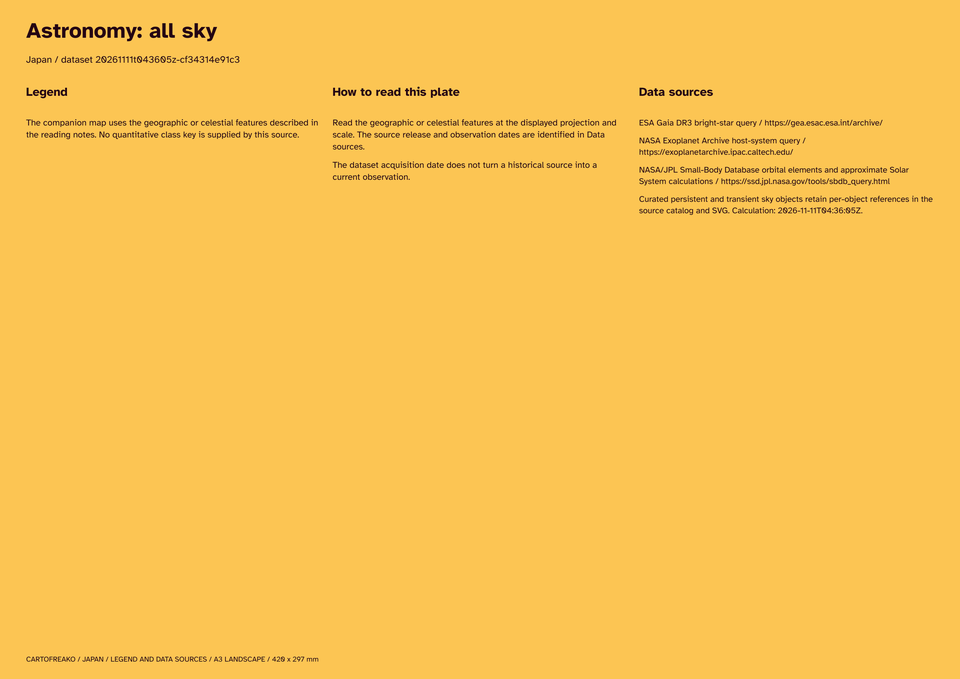 Astronomy: all sky
Japan / dataset 20261111t043605z-cf34314e91c3
Legend
The companion map uses the geographic or celestial features described in
the reading notes. No quantitative class key is supplied by this source.
How to read this plate
Read the geographic or celestial features at the displayed projection and
scale. The source release and observation dates are identified in Data
sources.
The dataset acquisition date does not turn a historical source into a
current observation.
Data sources
ESA Gaia DR3 bright-star query / https://gea.esac.esa.int/archive/
NASA Exoplanet Archive host-system query /
https://exoplanetarchive.ipac.caltech.edu/
NASA/JPL Small-Body Database orbital elements and approximate Solar
System calculations / https://ssd.jpl.nasa.gov/tools/sbdb_query.html
Curated persistent and transient sky objects retain per-object references in the
source catalog and SVG. Calculation: 2026-11-11T04:36:05Z.
CARTOFREAKO / JAPAN / LEGEND AND DATA SOURCES / A3 LANDSCAPE / 420 x 297 mm